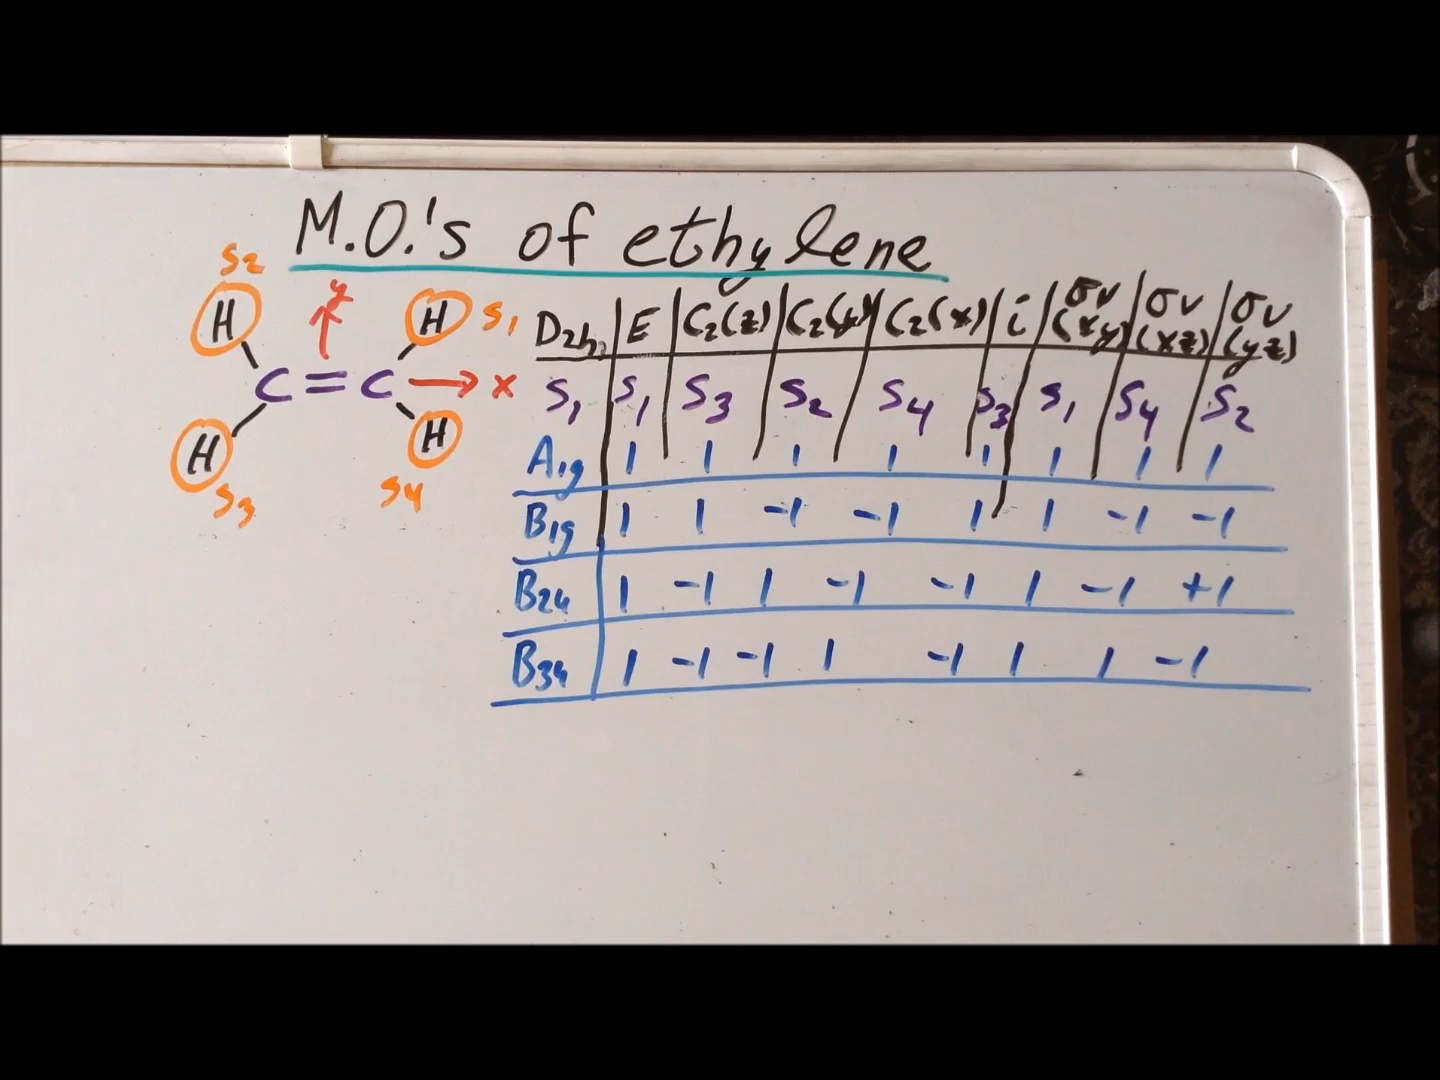 M.O.'s of ethylene
S2
H
H S1
y
C=C → x
H
S3
H
S4
D2h E C2(z) C2(y) C2(x) i σv(xy) σv(xz) σv(yz)
S1 S1 S3 S2 S4 S3 S1 S4 S2
A1g 1 1 1 1 1 1 1 1
B1g 1 1 -1 -1 1 1 -1 -1
B2u 1 -1 1 -1 -1 1 -1 +1
B3u 1 -1 -1 1 -1 1 1 -1